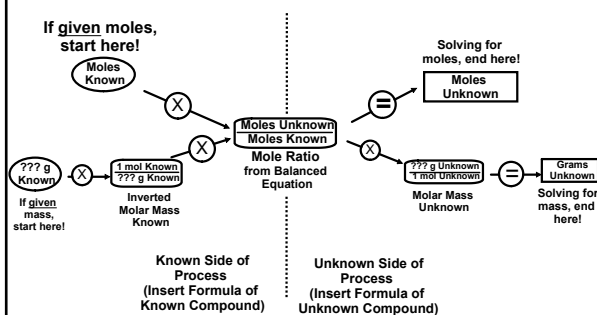 If given moles,
start here!
Moles
Known
X
Solving for
moles, end here!
=
Moles
Unknown
Moles Unknown
Moles Known
Mole Ratio
from Balanced
Equation
??? g
Known
If given
mass,
start here!
X
1 mol Known
??? g Known
Inverted
Molar Mass
Known
X
X
??? g Unknown
1 mol Unknown
Molar Mass
Unknown
=
Grams
Unknown
Solving for
mass, end
here!
Known Side of
Process
(Insert Formula of
Known Compound)
Unknown Side of
Process
(Insert Formula of
Unknown Compound)